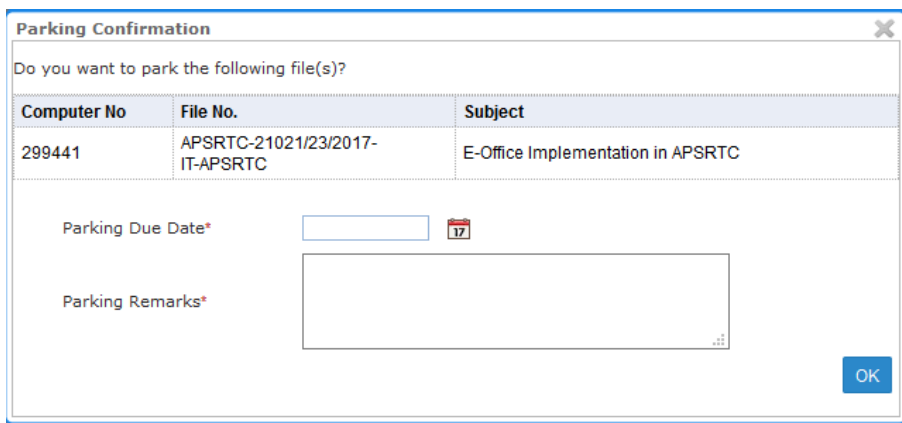 Parking Confirmation
Do you want to park the following file(s)?
Computer No File No. Subject
299441 APSRTC-21021/23/2017-
IT-APSRTC E-Office Implementation in APSRTC
Parking Due Date*
17
Parking Remarks*
OK